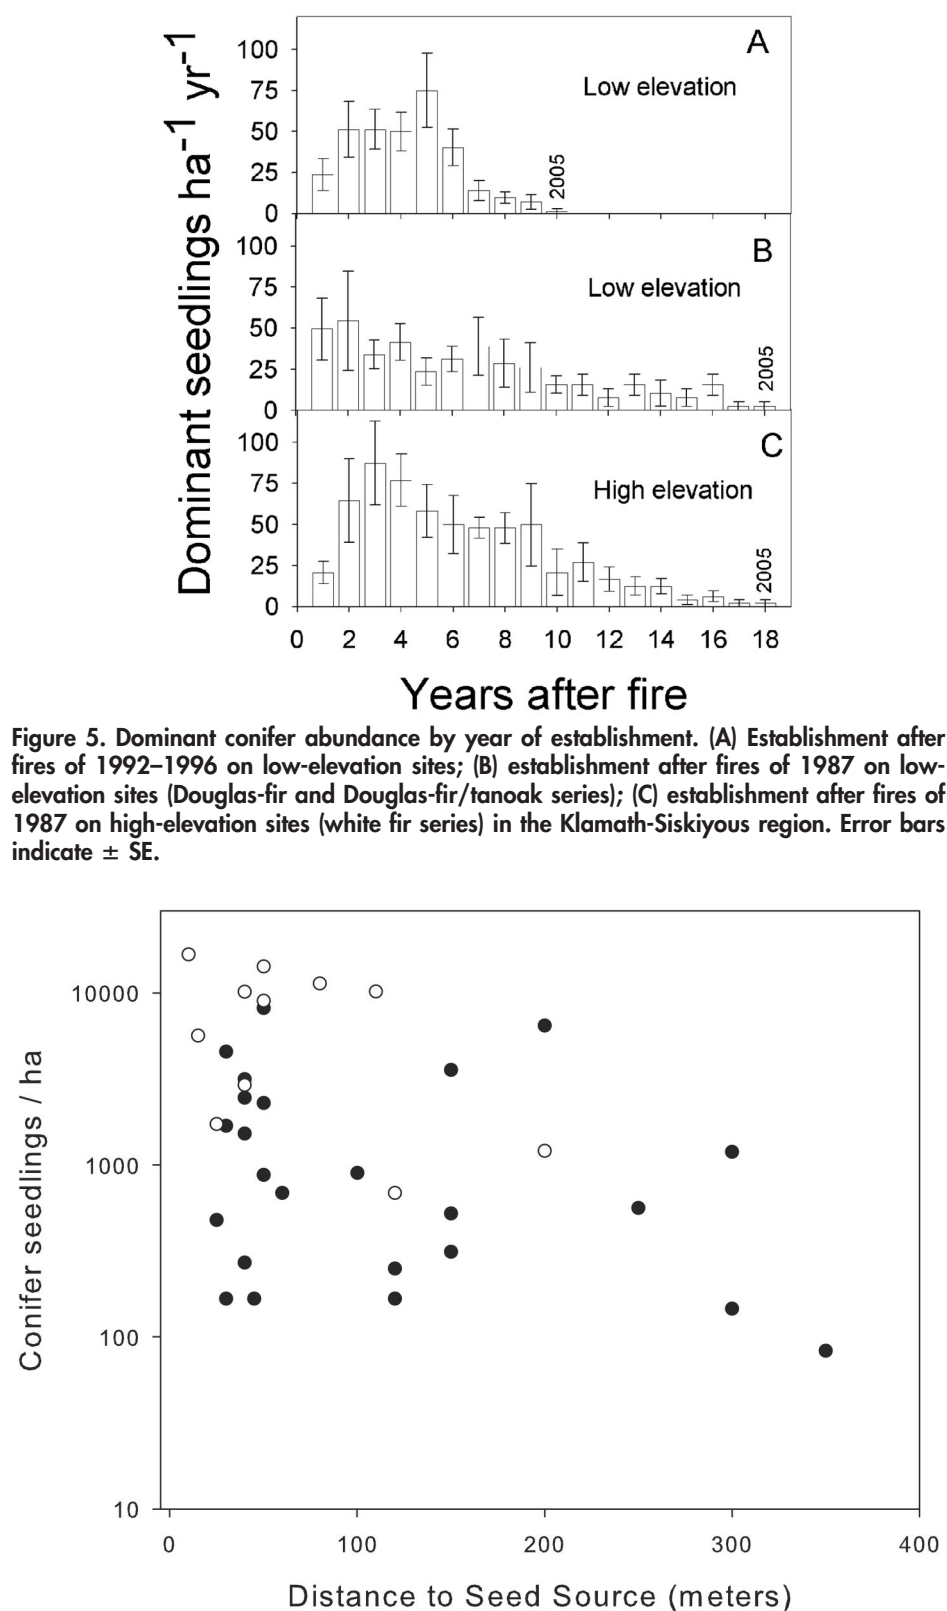 Dominant seedlings ha-1 yr-1
A
Low elevation
100
75
50
25
0
2005
B
Low elevation
100
75
50
25
0
2005
C
High elevation
100
75
50
25
0
2005
0 2 4 6 8 10 12 14 16 18
Years after fire
Figure 5. Dominant conifer abundance by year of establishment. (A) Establishment after
fires of 1992–1996 on low-elevation sites; (B) establishment after fires of 1987 on low-
elevation sites (Douglas-fir and Douglas-fir/tanoak series); (C) establishment after fires of
1987 on high-elevation sites (white fir series) in the Klamath-Siskiyous region. Error bars
indicate ± SE.
Conifer seedlings / ha
10000
1000
100
10
0 100 200 300 400
Distance to Seed Source (meters)